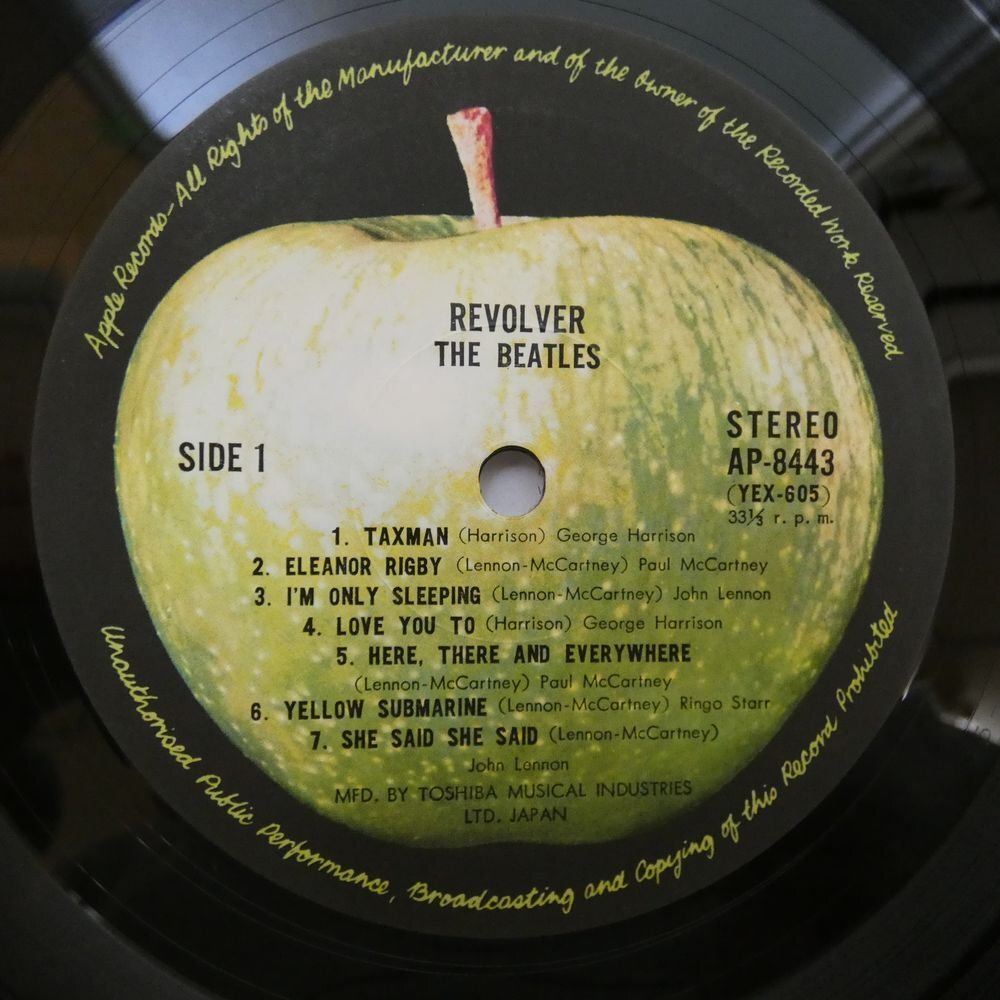 Apple Records-All Rights of the Manufacturer and of the Owner of the Recorded Work Reserved
REVOLVER
THE BEATLES
SIDE 1
STEREO
AP-8443
(YEX-605)
33⅓ r. p. m.
1. TAXMAN (Harrison) George Harrison
2. ELEANOR RIGBY (Lennon-McCartney) Paul McCartney
3. I'M ONLY SLEEPING (Lennon-McCartney) John Lennon
4. LOVE YOU TO (Harrison) George Harrison
5. HERE, THERE AND EVERYWHERE
(Lennon-McCartney) Paul McCartney
6. YELLOW SUBMARINE (Lennon-McCartney) Ringo Starr
7. SHE SAID SHE SAID (Lennon-McCartney)
John Lennon
MFD. BY TOSHIBA MUSICAL INDUSTRIES
LTD. JAPAN
Unauthorised Public Performance, Broadcasting and Copying of this Record Prohibited